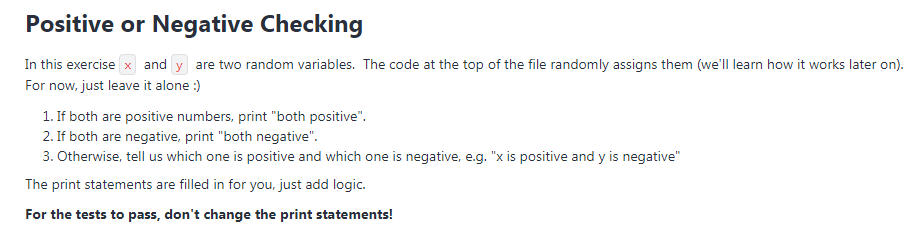 Positive or Negative Checking
In this exercise x and y are two random variables. The code at the top of the file randomly assigns them (we'll learn how it works later on).
For now, just leave it alone :)
1. If both are positive numbers, print "both positive".
2. If both are negative, print "both negative".
3. Otherwise, tell us which one is positive and which one is negative, e.g. "x is positive and y is negative"
The print statements are filled in for you, just add logic.
For the tests to pass, don't change the print statements!